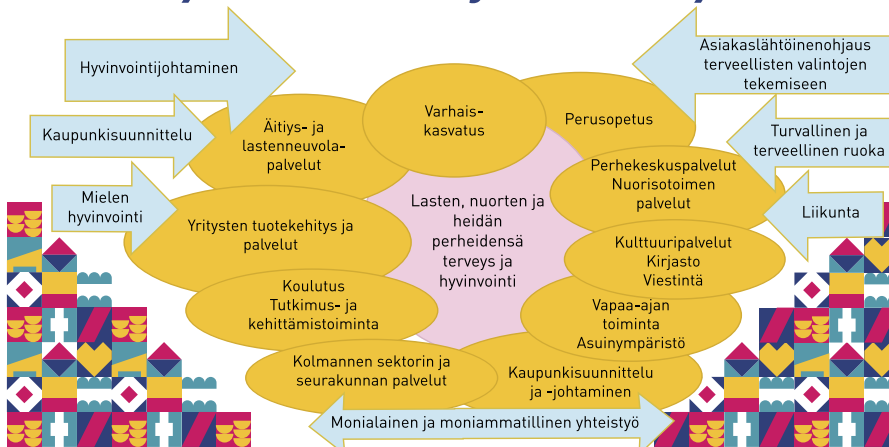 Hyvinvointijohtaminen
Asiakaslähtöinenohjaus
terveellisten valintojen
tekemiseen
Kaupunkisuunnittelu
Äitiys- ja
lastenneuvola-
palvelut
Varhais-
kasvatus
Perusopetus
Turvallinen ja
terveellinen ruoka
Mielen
hyvinvointi
Perhekeskuspalvelut
Nuorisotoimen
palvelut
Liikunta
Lasten, nuorten ja
heidän
perheidensä
terveys ja
hyvinvointi
Yritysten tuotekehitys ja
palvelut
Kulttuuripalvelut
Kirjasto
Viestintä
Koulutus
Tutkimus- ja
kehittämistoiminta
Vapaa-ajan
toiminta
Asuinympäristö
Kolmannen sektorin ja
seurakunnan palvelut
Kaupunkisuunnittelu
ja -johtaminen
Monialainen ja moniammatillinen yhteistyö